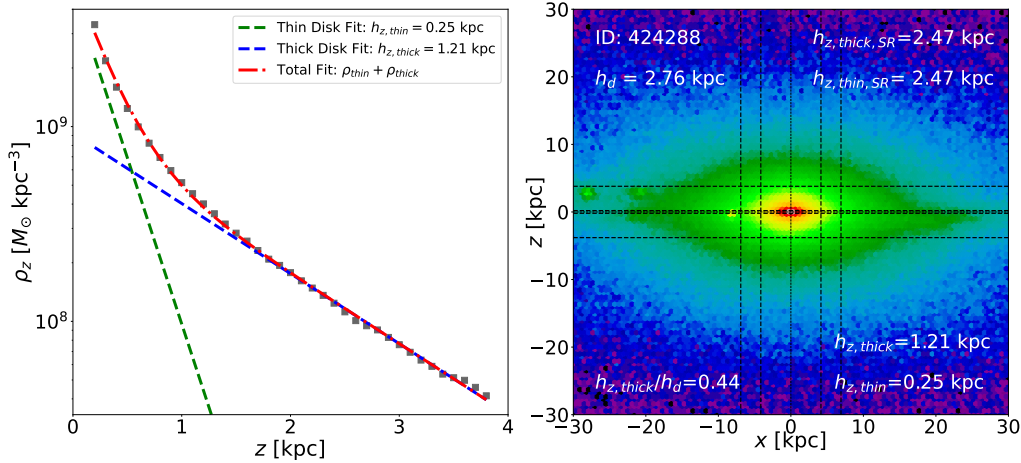 Thin Disk Fit: h_{z,thin} = 0.25 kpc
Thick Disk Fit: h_{z,thick} = 1.21 kpc
Total Fit: ρ_{thin} + ρ_{thick}
ρ_z [M_⊙ kpc^{−3}]
10^9
10^8
0 1 2 3 4
z [kpc]
ID: 424288
h_{z,thick,SR}=2.47 kpc
h_d = 2.76 kpc
h_{z,thin,SR}= 2.47 kpc
h_{z,thick}=1.21 kpc
h_{z,thick}/h_d=0.44
h_{z,thin}=0.25 kpc
z [kpc]
30
20
10
0
−10
−20
−30
−30 −20 −10 0 10 20 30
x [kpc]